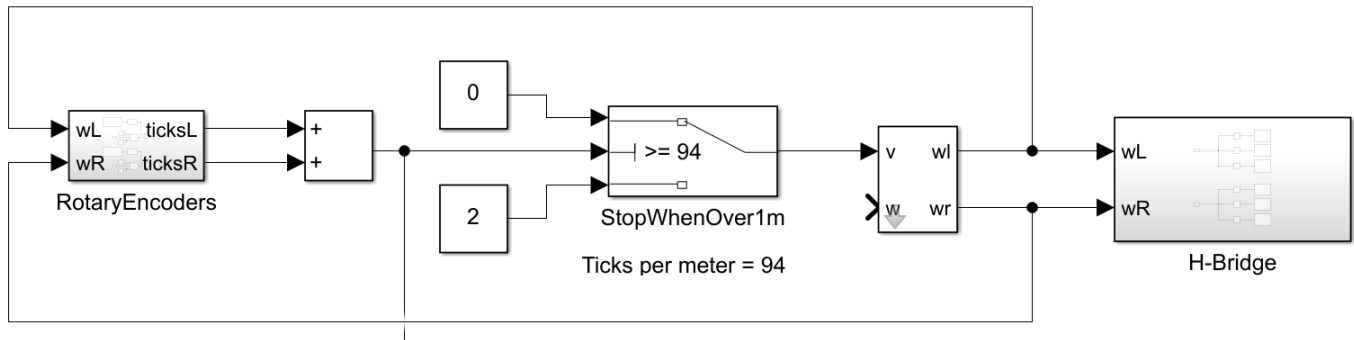 0
wL ticksL
wR ticksR
RotaryEncoders
+
+
>= 94
2
StopWhenOver1m
Ticks per meter = 94
v wl
w wr
wL
wR
H-Bridge